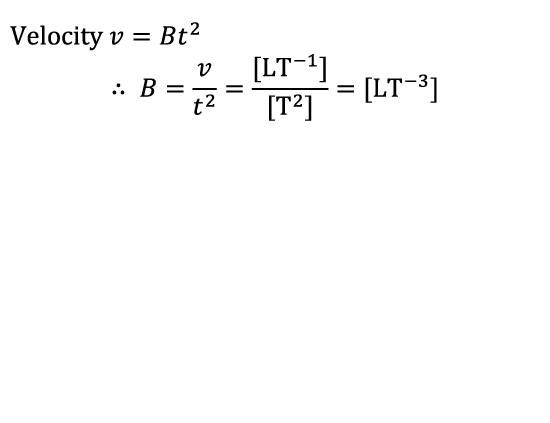 Velocity v = Bt²
∴ B = v/t² = [LT⁻¹]/[T²] = [LT⁻³]